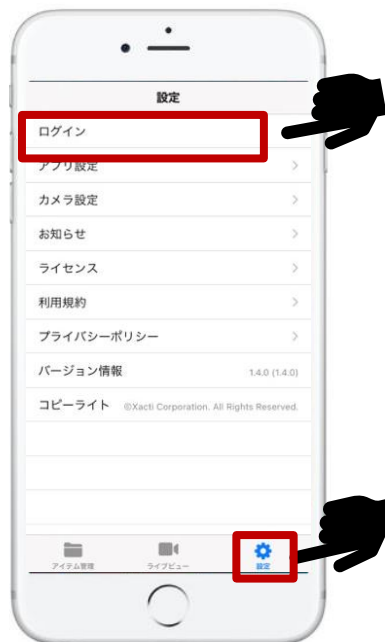 設定
ログイン
アプリ設定
カメラ設定
お知らせ
ライセンス
利用規約
プライバシーポリシー
バージョン情報 1.4.0 (1.4.0)
コピーライト ©Xacti Corporation. All Rights Reserved.
アイテム管理 ライブビュー 設定